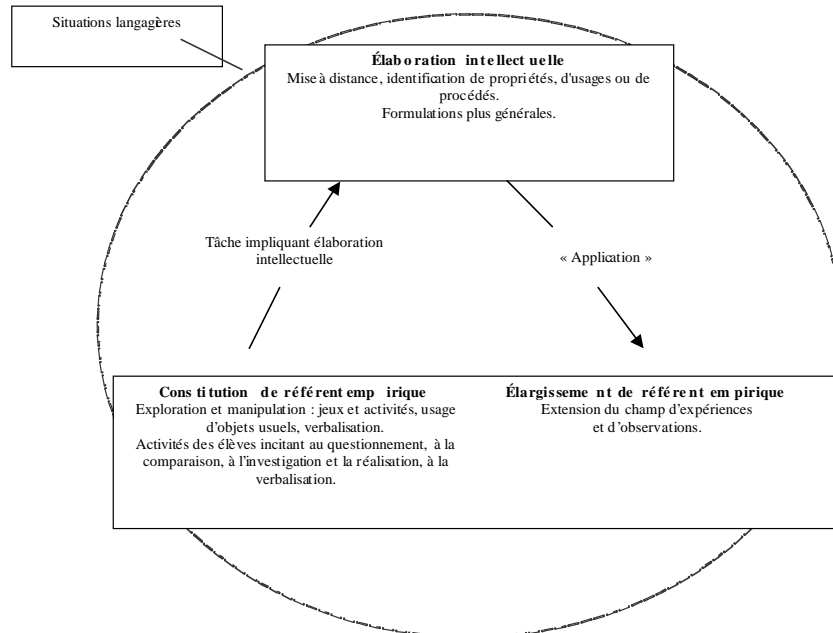 Situations langagères
Élaboration intellectuelle
Mise à distance, identification de propriétés, d'usages ou de
procédés.
Formulations plus générales.
Tâche impliquant élaboration
intellectuelle
« Application »
Constitution de référent empirique
Exploration et manipulation : jeux et activités, usage
d'objets usuels, verbalisation.
Activités des élèves incitant au questionnement, à la
comparaison, à l'investigation et la réalisation, à la
verbalisation.
Élargissement de référent empirique
Extension du champ d'expériences
et d'observations.